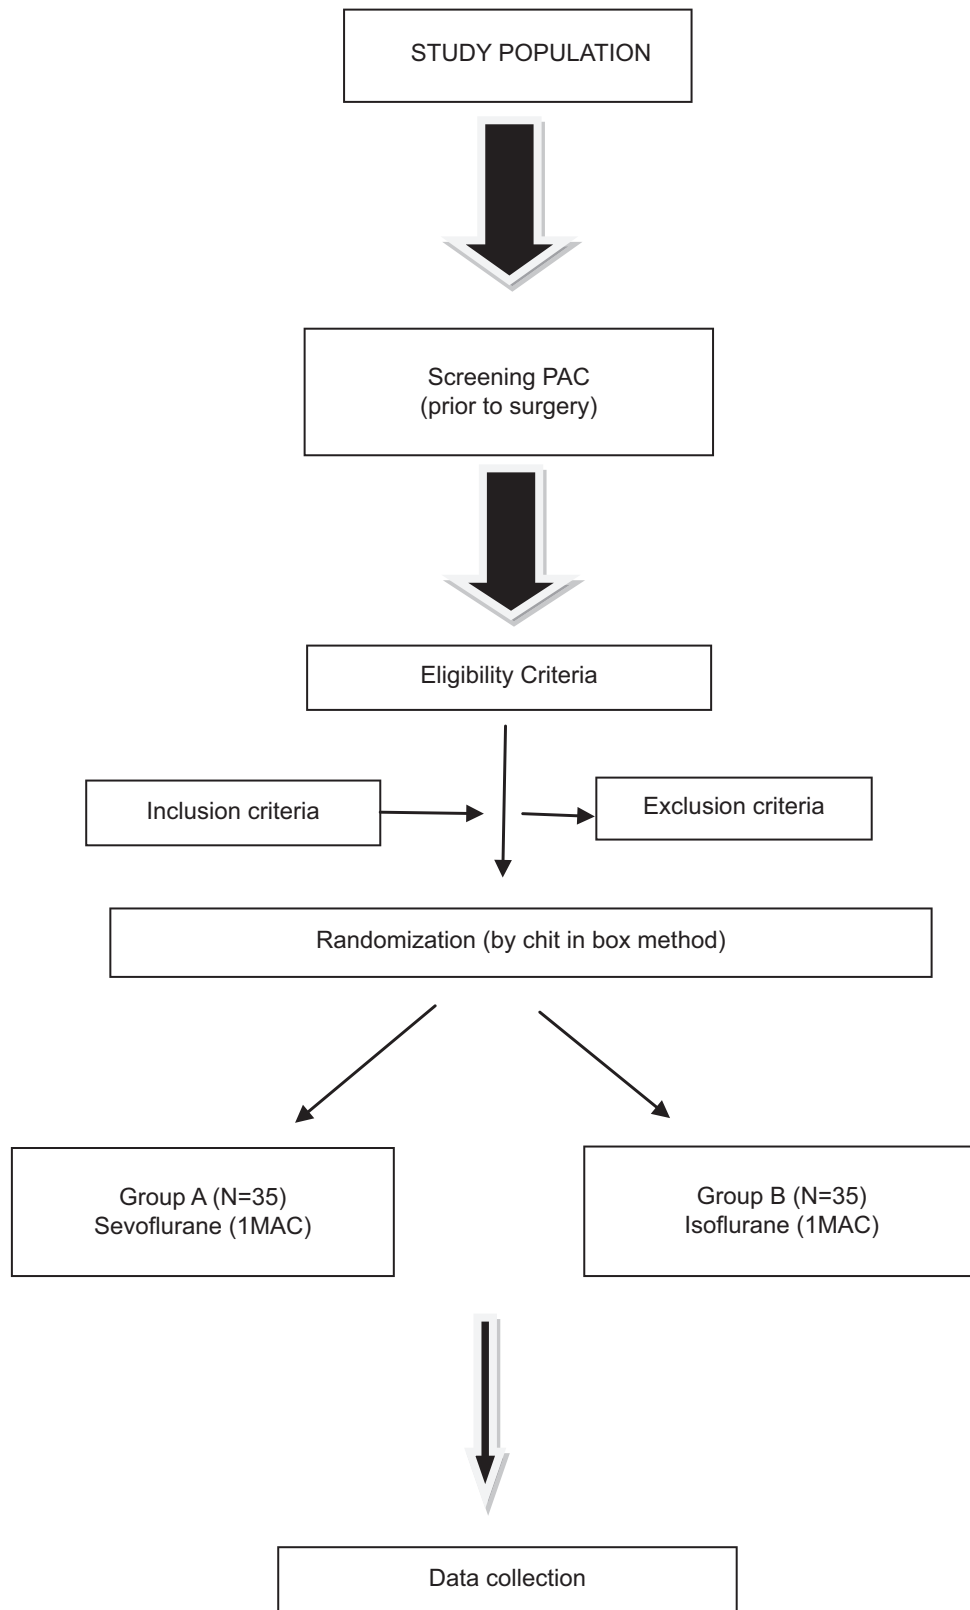 STUDY POPULATION
Screening PAC
(prior to surgery)
Eligibility Criteria
Inclusion criteria
Exclusion criteria
Randomization (by chit in box method)
Group A (N=35)
Sevoflurane (1MAC)
Group B (N=35)
Isoflurane (1MAC)
Data collection